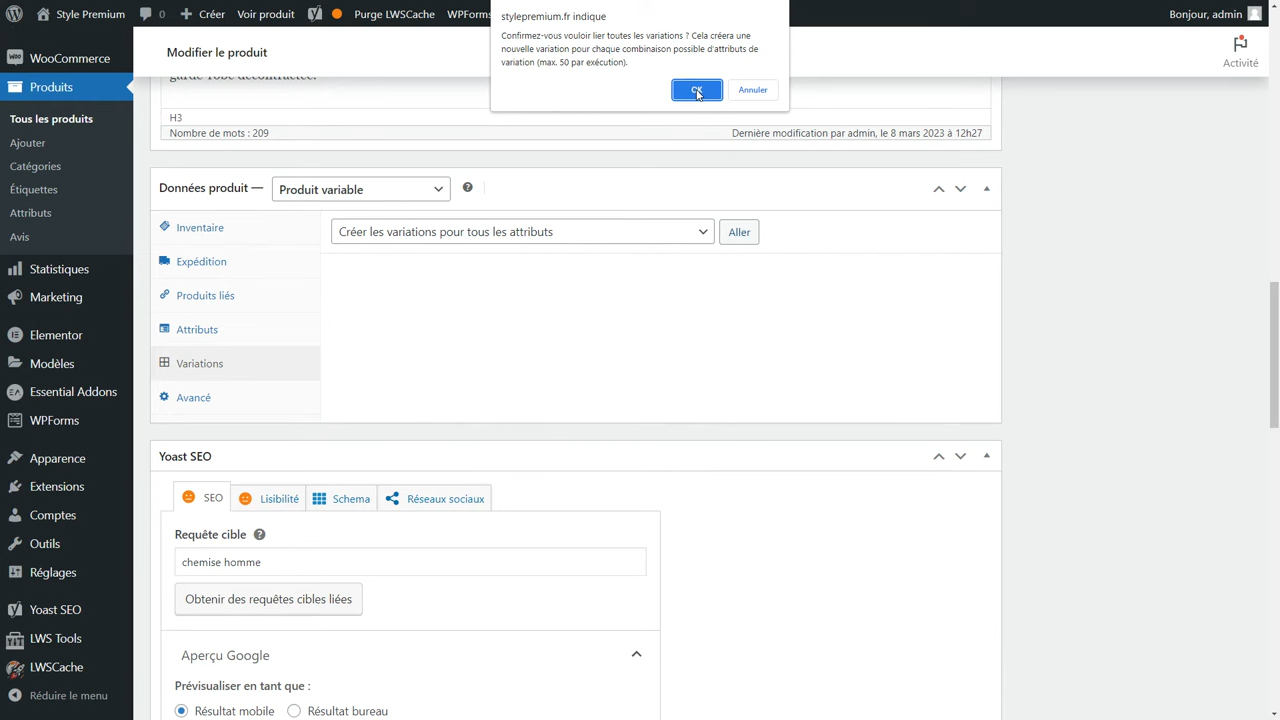 Style Premium
0
Créer
Voir produit
Purge LWSCache
WPForms
Bonjour, admin
stylepremium.fr indique
Confirmez-vous vouloir lier toutes les variations ? Cela créera une
nouvelle variation pour chaque combinaison possible d'attributs de
variation (max. 50 par exécution).
OK
Annuler
WooCommerce
Produits
Tous les produits
Ajouter
Catégories
Étiquettes
Attributs
Avis
Statistiques
Marketing
Elementor
Modèles
Essential Addons
WPForms
Apparence
Extensions
Comptes
Outils
Réglages
Yoast SEO
LWS Tools
LWSCache
Réduire le menu
Modifier le produit
Activité
garde-robe décontractée.
H3
Nombre de mots : 209
Dernière modification par admin, le 8 mars 2023 à 12h27
Données produit —
Produit variable
Inventaire
Expédition
Produits liés
Attributs
Variations
Avancé
Créer les variations pour tous les attributs
Aller
Yoast SEO
SEO
Lisibilité
Schema
Réseaux sociaux
Requête cible
chemise homme
Obtenir des requêtes cibles liées
Aperçu Google
Prévisualiser en tant que :
Résultat mobile
Résultat bureau